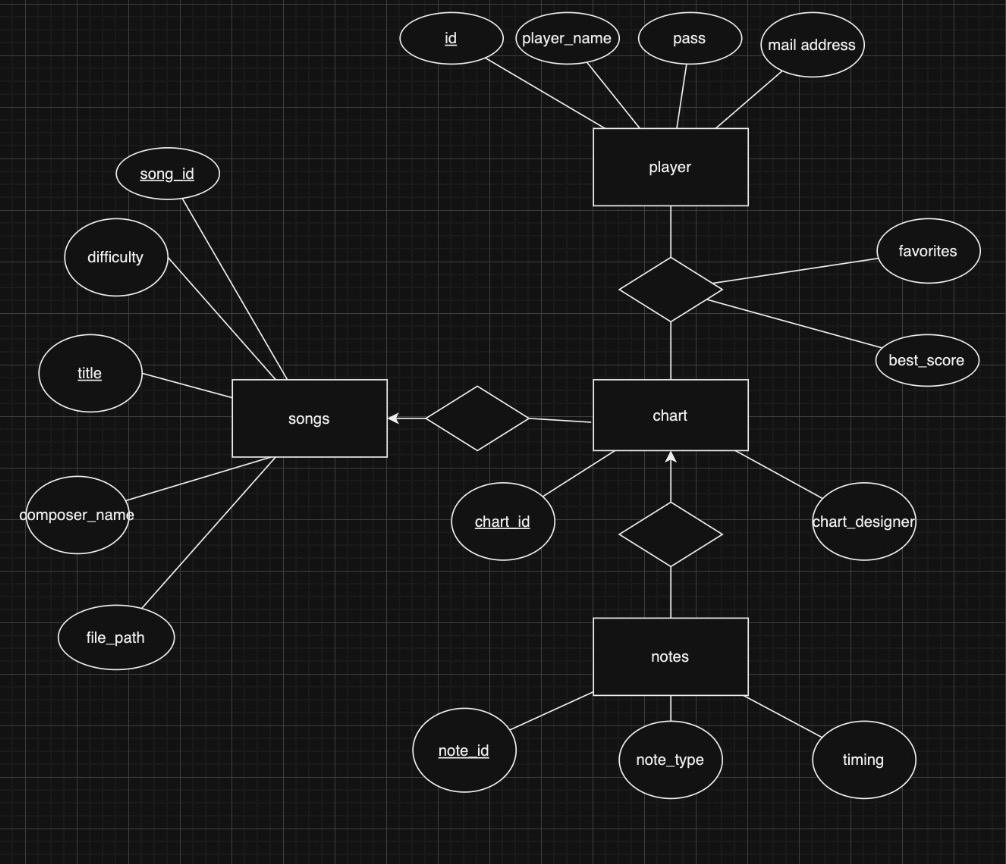 id
player_name
pass
mail address
player
song_id
difficulty
favorites
title
best_score
songs
chart
composer_name
chart_id
chart_designer
file_path
notes
note_id
note_type
timing